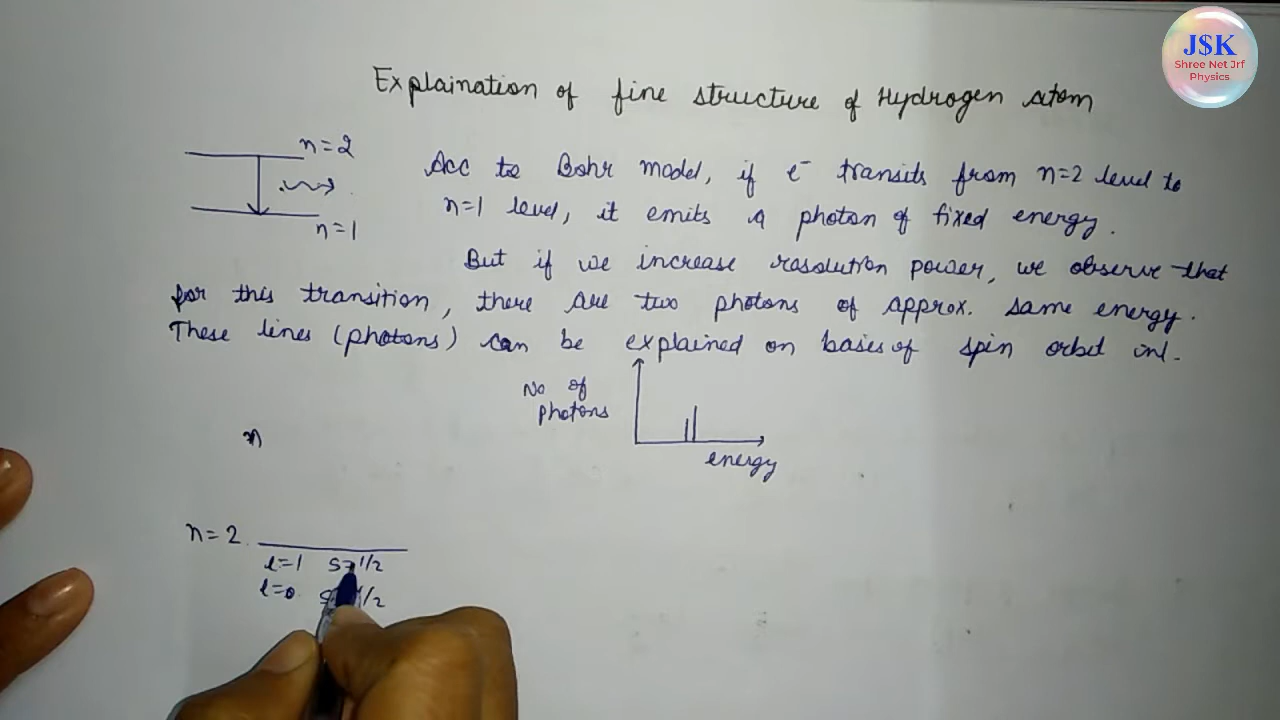 J$K
Shree Net Jrf
Physics
Explaination of fine structure of Hydrogen atom
n=2
n=1
Acc to Bohr model, if e⁻ transits from n=2 level to
n=1 level, it emits a photon of fixed energy.
But if we increase resolution power, we observe that
for this transition, there are two photons of approx. same energy.
These lines (photons) can be explained on bases of spin orbit int.
No of
photons
energy
n
n=2
l=1 s=1/2
l=0 1/2